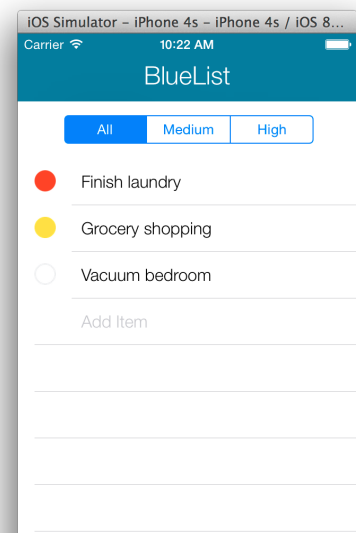 iOS Simulator – iPhone 4s – iPhone 4s / iOS 8...
Carrier 10:22 AM
BlueList
All Medium High
Finish laundry
Grocery shopping
Vacuum bedroom
Add Item